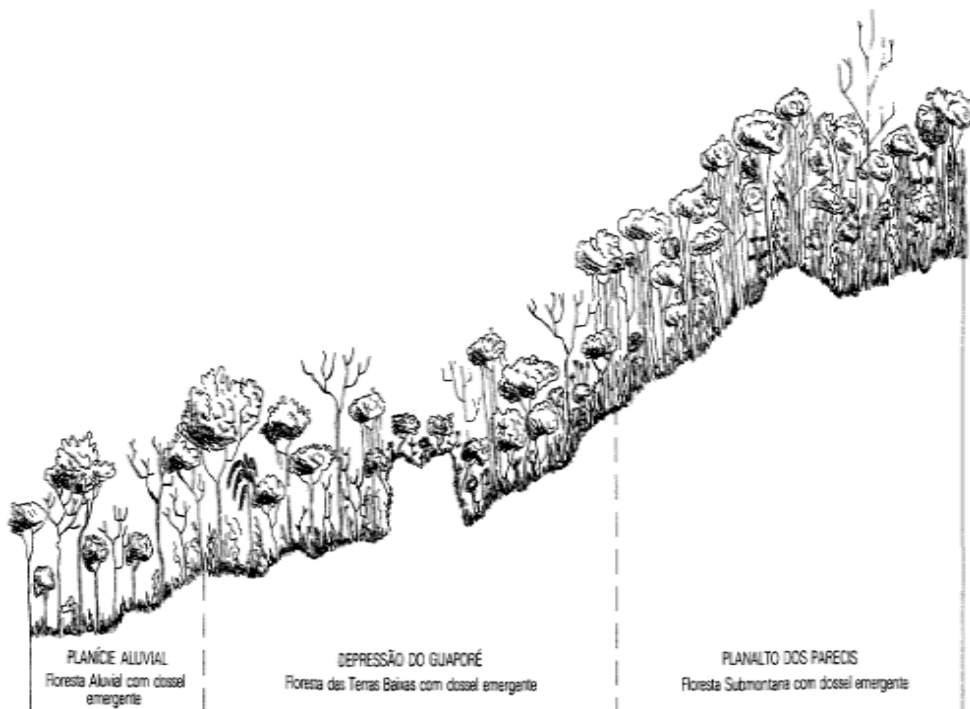 PLANÍCIE ALUVIAL
Floresta Aluvial com dossel
emergente
DEPRESSÃO DO GUAPORÉ
Floresta das Terras Baixas com dossel emergente
PLANALTO DOS PARECIS
Floresta Submontana com dossel emergente